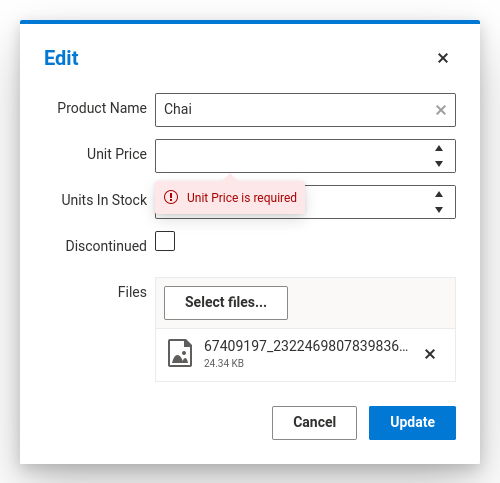 Edit
Product Name Chai
Unit Price
Unit Price is required
Units In Stock
Discontinued
Files
Select files...
67409197_2322469807839836...
24.34 KB
Cancel Update